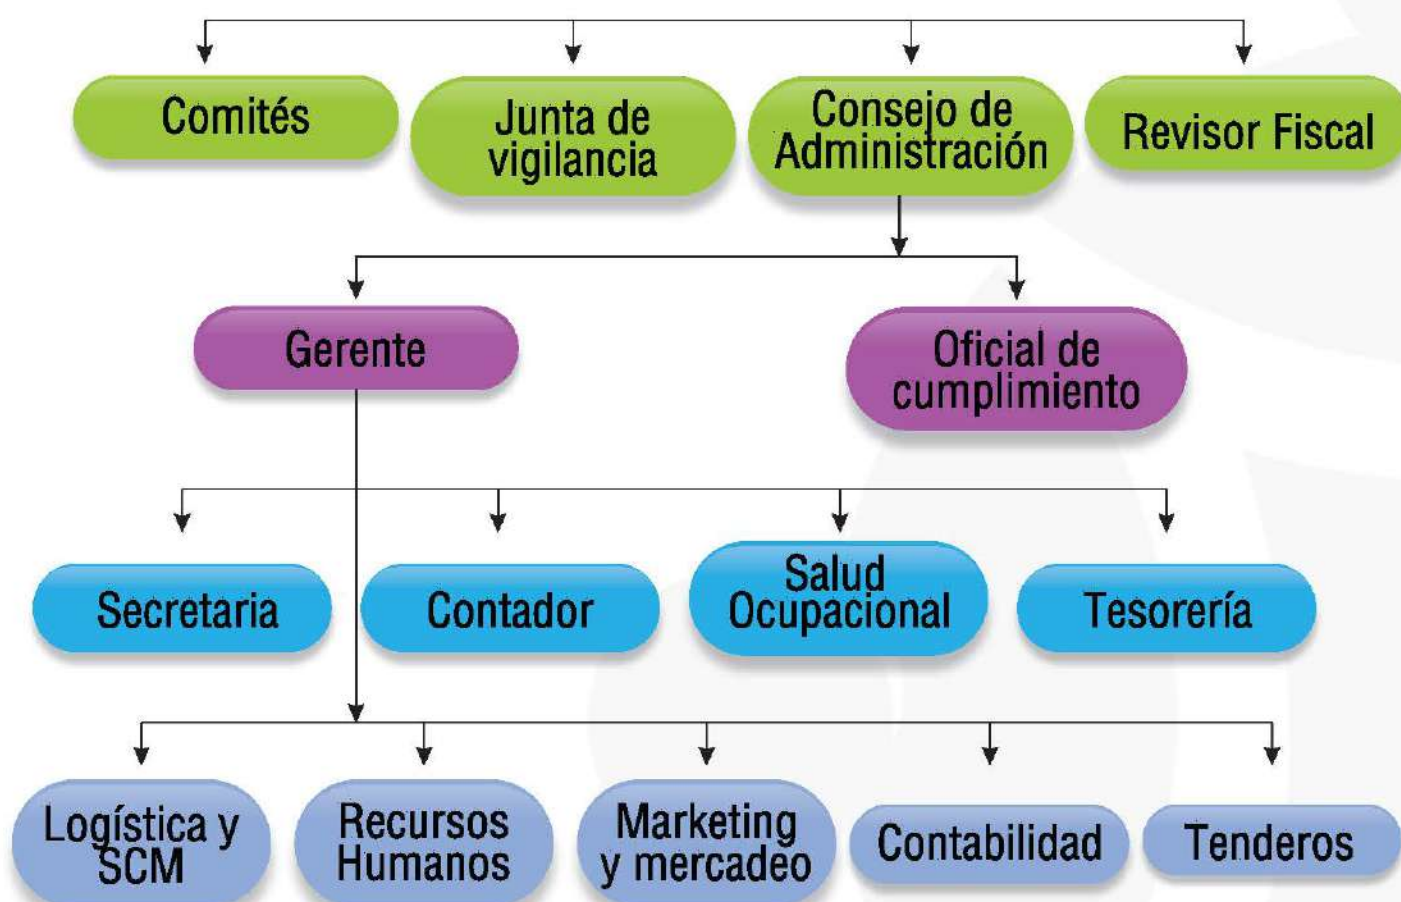 Comités
Junta de
vigilancia
Consejo de
Administración
Revisor Fiscal
Gerente
Oficial de
cumplimiento
Secretaria
Contador
Salud
Ocupacional
Tesorería
Logística y
SCM
Recursos
Humanos
Marketing
y mercadeo
Contabilidad
Tenderos